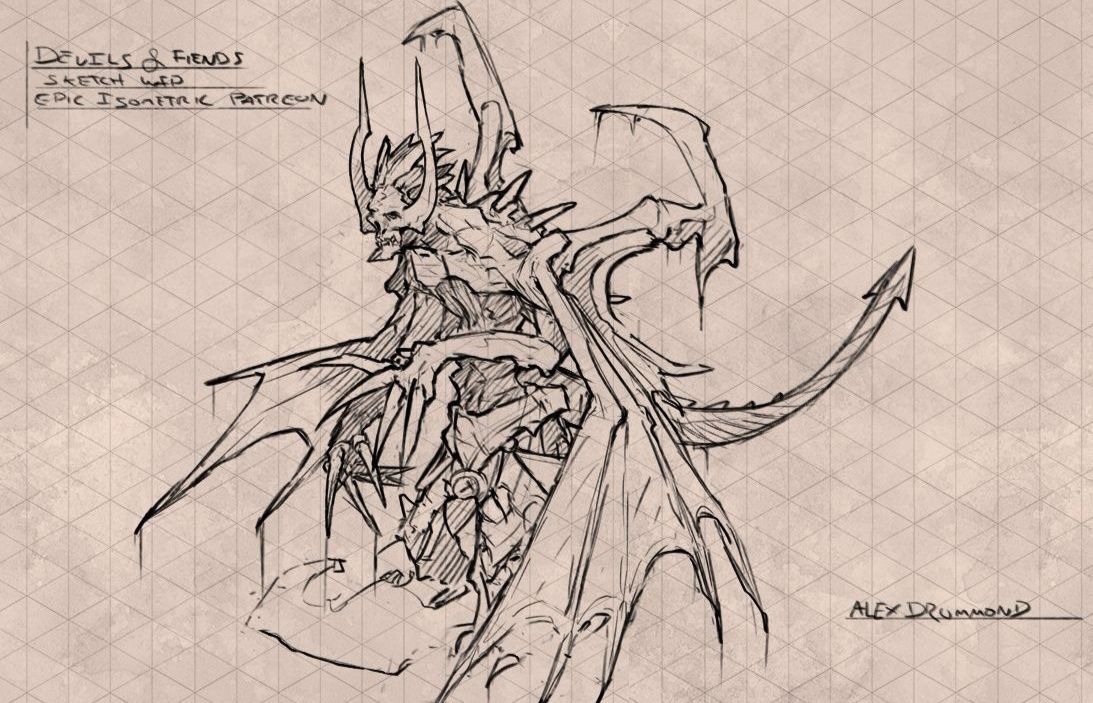 DEVILS & FIENDS
SKETCH WIP
EPIC ISOMETRIC PATREON
ALEX DRUMMOND